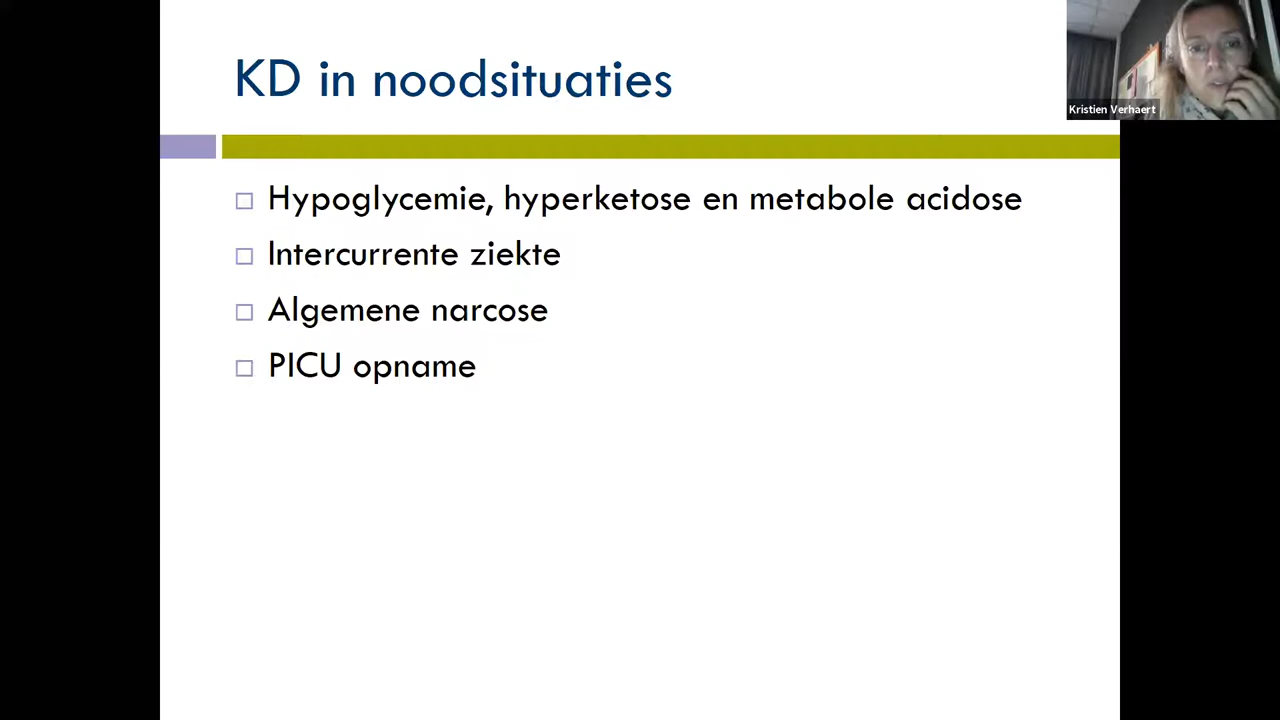 KD in noodsituaties
Kristien Verhaert
Hypoglycemie, hyperketose en metabole acidose
Intercurrente ziekte
Algemene narcose
PICU opname